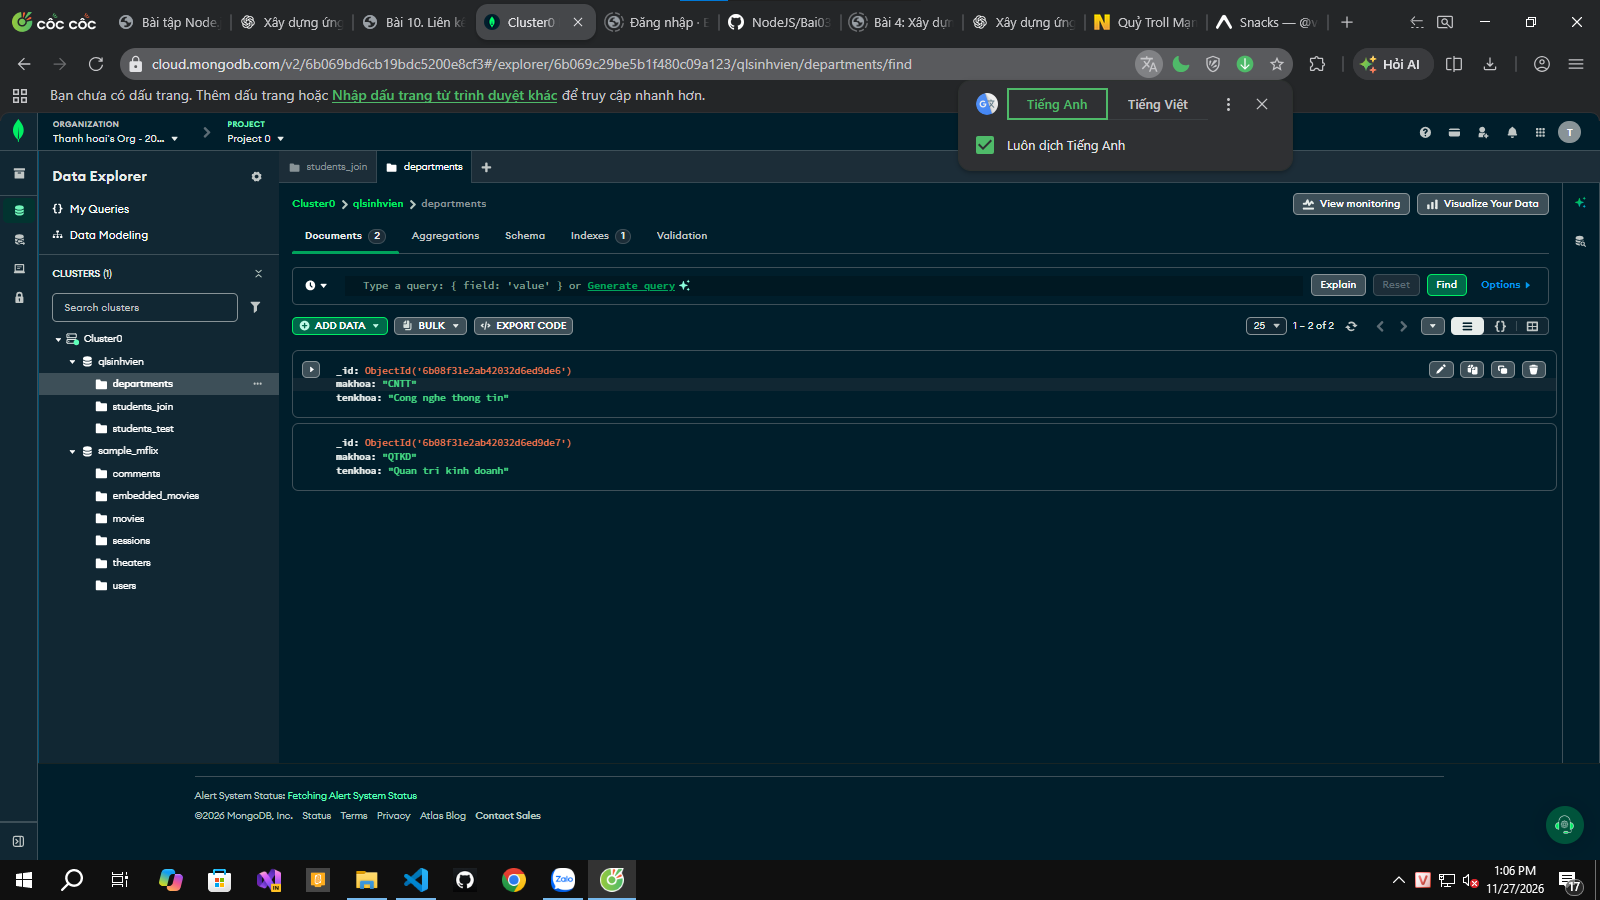 cốc cốc
Bài tập Node.
Xây dựng ứng
Bài 10. Liên kế
Cluster0
Đăng nhập · E
NodeJS/Bai03
Bài 4: Xây dựn
Xây dựng ứng
Quỷ Troll Mạn
Snacks — @v
cloud.mongodb.com/v2/6b069bd6cb19bdc5200e8cf3#/explorer/6b069c29be5b1f480c09a123/qlsinhvien/departments/find
Hỏi AI
Bạn chưa có dấu trang. Thêm dấu trang hoặc Nhập dấu trang từ trình duyệt khác để truy cập nhanh hơn.
Tiếng Anh
Tiếng Việt
Luôn dịch Tiếng Anh
ORGANIZATION
Thanh hoai's Org - 20...
PROJECT
Project 0
T
Data Explorer
My Queries
Data Modeling
CLUSTERS (1)
Search clusters
Cluster0
qlsinhvien
departments
students_join
students_test
sample_mflix
comments
embedded_movies
movies
sessions
theaters
users
students_join
departments
Cluster0 > qlsinhvien > departments
View monitoring
Visualize Your Data
Documents 2
Aggregations
Schema
Indexes 1
Validation
Type a query: { field: 'value' } or Generate query
Explain
Reset
Find
Options
ADD DATA
BULK
EXPORT CODE
25
1 – 2 of 2
_id: ObjectId('6b08f31e2ab42032d6ed9de6')
makhoa: "CNTT"
tenkhoa: "Cong nghe thong tin"
_id: ObjectId('6b08f31e2ab42032d6ed9de7')
makhoa: "QTKD"
tenkhoa: "Quan tri kinh doanh"
Alert System Status: Fetching Alert System Status
©2026 MongoDB, Inc. Status Terms Privacy Atlas Blog Contact Sales
Zalo
1:06 PM
11/27/2026
17